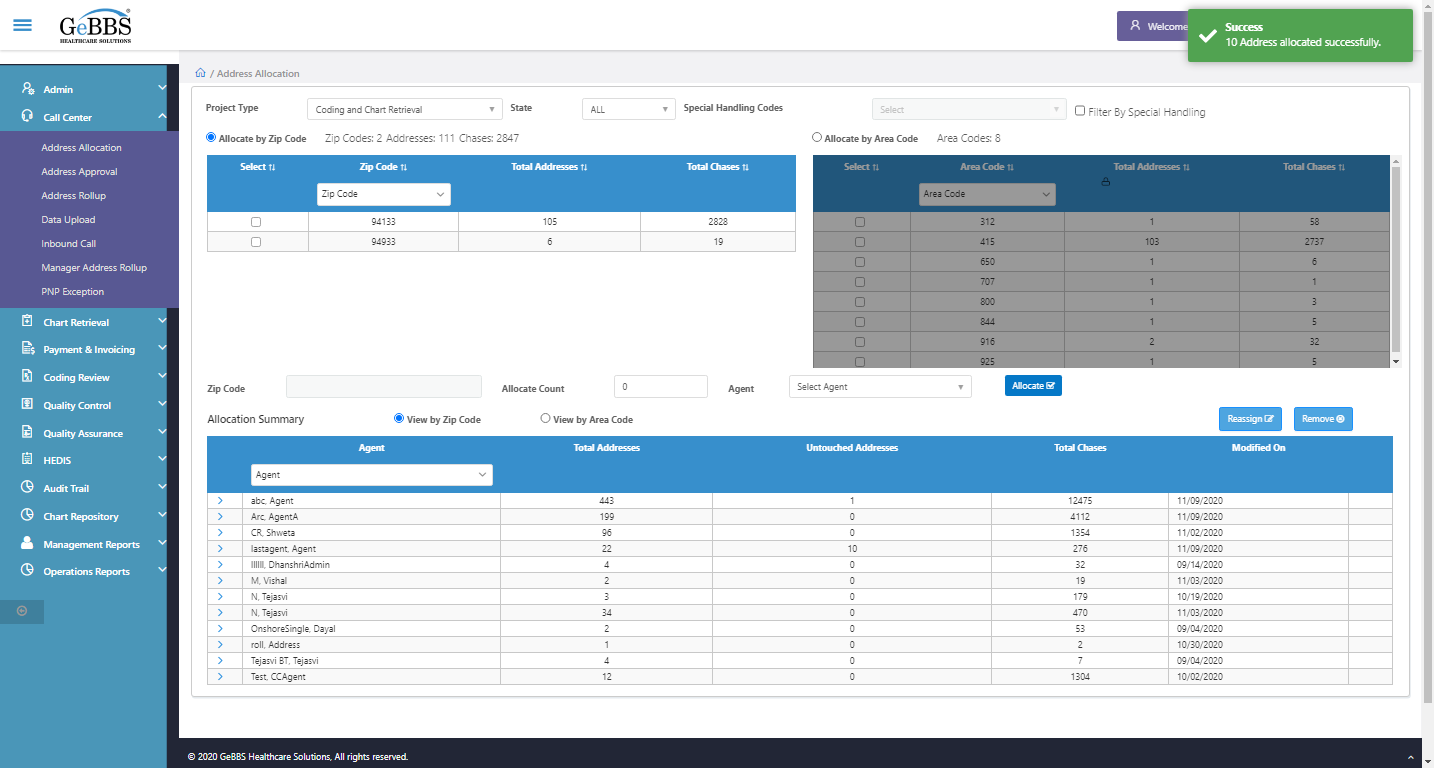 GeBBS
HEALTHCARE SOLUTIONS
Welcome
Success
10 Address allocated successfully.
Admin
Call Center
Address Allocation
Address Approval
Address Rollup
Data Upload
Inbound Call
Manager Address Rollup
PNP Exception
Chart Retrieval
Payment & Invoicing
Coding Review
Quality Control
Quality Assurance
HEDIS
Audit Trail
Chart Repository
Management Reports
Operations Reports
/ Address Allocation
Project Type Coding and Chart Retrieval State ALL Special Handling Codes Select Filter By Special Handling
Allocate by Zip Code Zip Codes: 2 Addresses: 111 Chases: 2847
Select Zip Code Total Addresses Total Chases
Zip Code
94133 105 2828
94933 6 19
Allocate by Area Code Area Codes: 8
Select Area Code Total Addresses Total Chases
Area Code
312 1 58
415 103 2737
650 1 6
707 1 1
800 1 3
844 1 5
916 2 32
925 1 5
Zip Code Allocate Count 0 Agent Select Agent Allocate
Allocation Summary View by Zip Code View by Area Code Reassign Remove
Agent Total Addresses Untouched Addresses Total Chases Modified On
Agent
abc, Agent 443 1 12475 11/09/2020
Arc, AgentA 199 0 4112 11/09/2020
CR, Shweta 96 0 1354 11/02/2020
lastagent, Agent 22 10 276 11/09/2020
DhanshriAdmin 4 0 32 09/14/2020
M, Vishal 2 0 19 11/03/2020
N, Tejasvi 3 0 179 10/19/2020
N, Tejasvi 34 0 470 11/03/2020
OnshoreSingle, Dayal 2 0 53 09/04/2020
roll, Address 1 0 2 10/30/2020
Tejasvi BT, Tejasvi 4 0 7 09/04/2020
Test, CCAgent 12 0 1304 10/02/2020
© 2020 GeBBS Healthcare Solutions, All rights reserved.